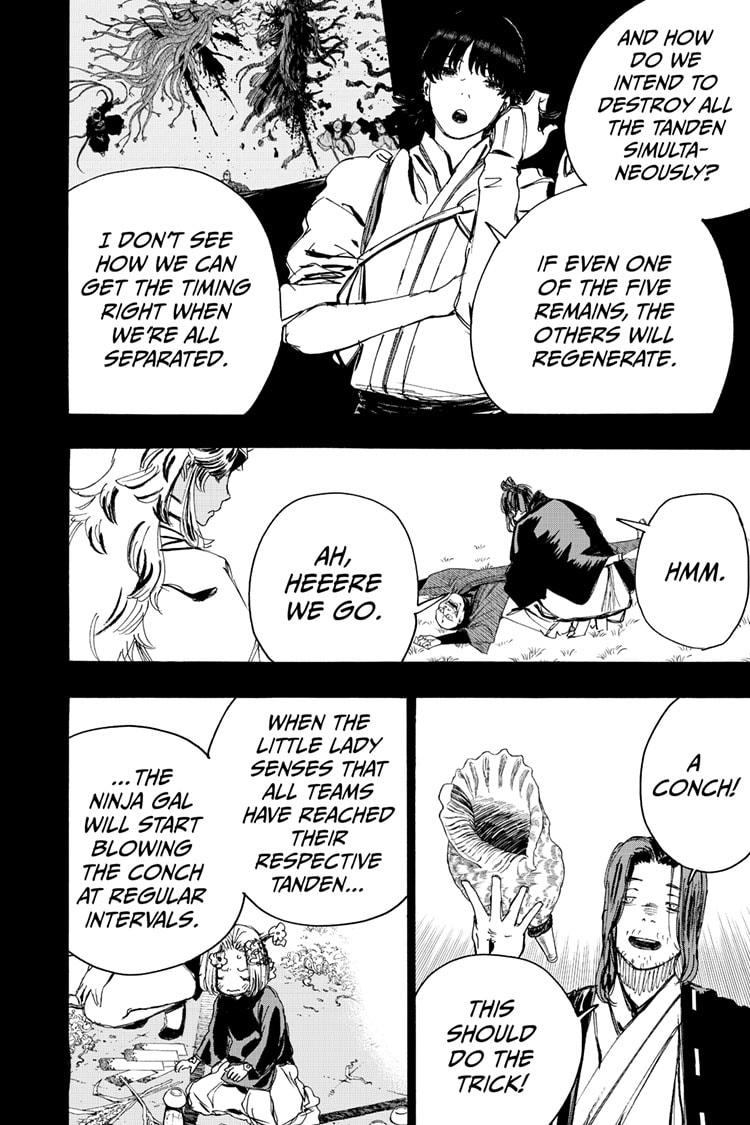 AND HOW
DO WE
INTEND TO
DESTROY ALL
THE TANDEN
SIMULTA-
NEOUSLY?
IF EVEN ONE
OF THE FIVE
REMAINS, THE
OTHERS WILL
REGENERATE.
I DON'T SEE
HOW WE CAN
GET THE TIMING
RIGHT WHEN
WE'RE ALL
SEPARATED.
HMM.
AH,
HEEERE
WE GO.
A
CONCH!
THIS
SHOULD
DO THE
TRICK!
WHEN THE
LITTLE LADY
SENSES THAT
ALL TEAMS
HAVE REACHED
THEIR
RESPECTIVE
TANDEN...
...THE
NINJA GAL
WILL START
BLOWING
THE CONCH
AT REGULAR
INTERVALS.